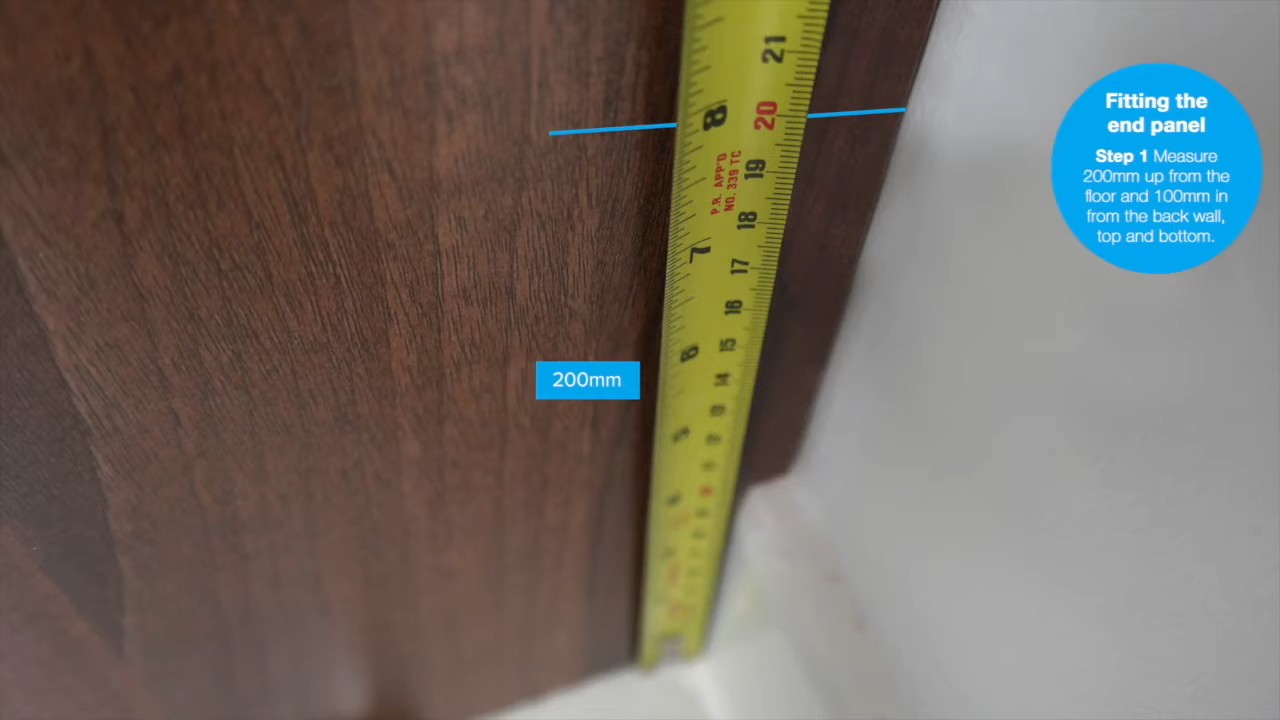 Fitting the
end panel
Step 1 Measure
200mm up from the
floor and 100mm in
from the back wall,
top and bottom.
21
8 20
P.R. APP'D
NO. 339 TC
19
18
7
17
16
6 15
14
13
5
200mm